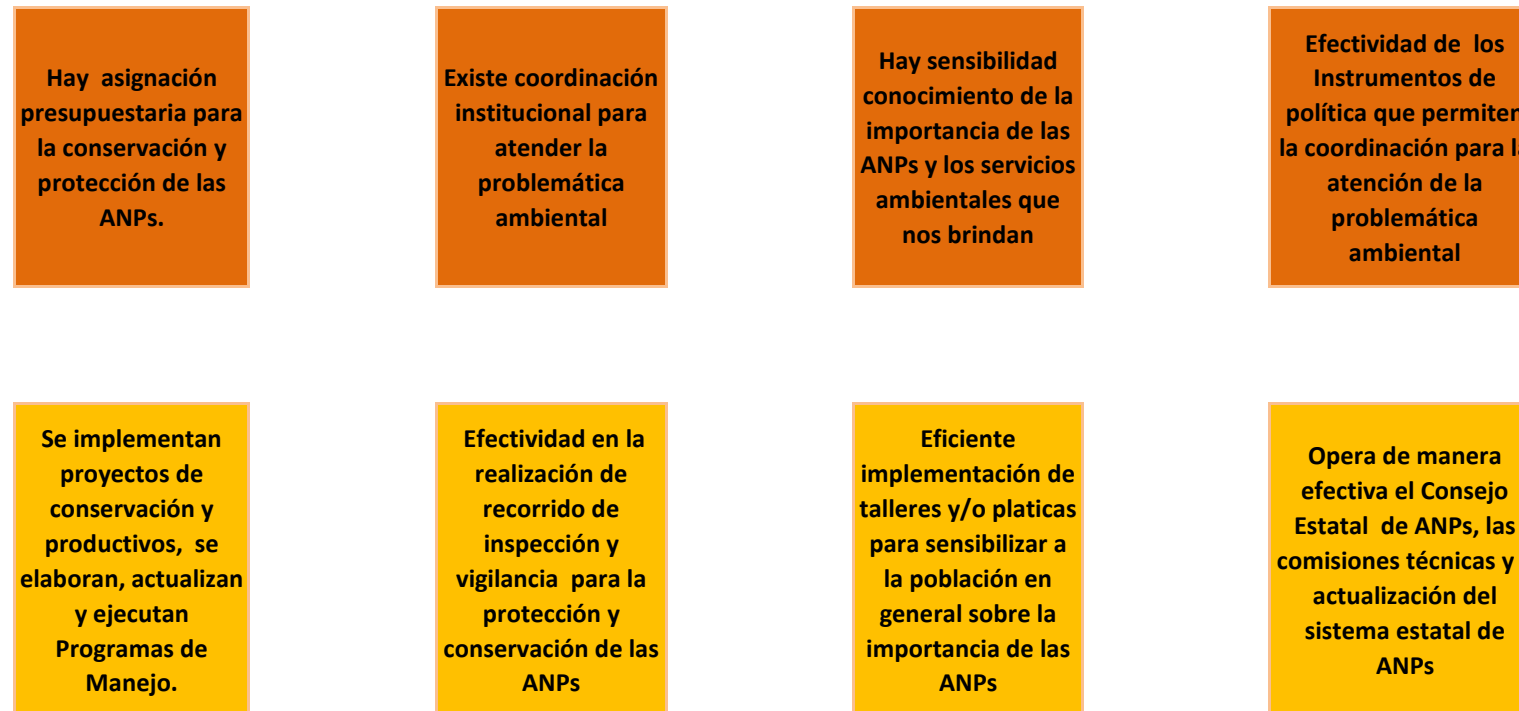 Hay asignación
presupuestaria para
la conservación y
protección de las
ANPs.
Existe coordinación
institucional para
atender la
problemática
ambiental
Hay sensibilidad
conocimiento de la
importancia de las
ANPs y los servicios
ambientales que
nos brindan
Efectividad de los
Instrumentos de
política que permiten
la coordinación para
atención de la
problemática
ambiental
Se implementan
proyectos de
conservación y
productivos, se
elaboran, actualizan
y ejecutan
Programas de
Manejo.
Efectividad en la
realización de
recorrido de
inspección y
vigilancia para la
protección y
conservación de las
ANPs
Eficiente
implementación de
talleres y/o platicas
para sensibilizar a
la población en
general sobre la
importancia de las
ANPs
Opera de manera
efectiva el Consejo
Estatal de ANPs, las
comisiones técnicas y
actualización del
sistema estatal de
ANPs